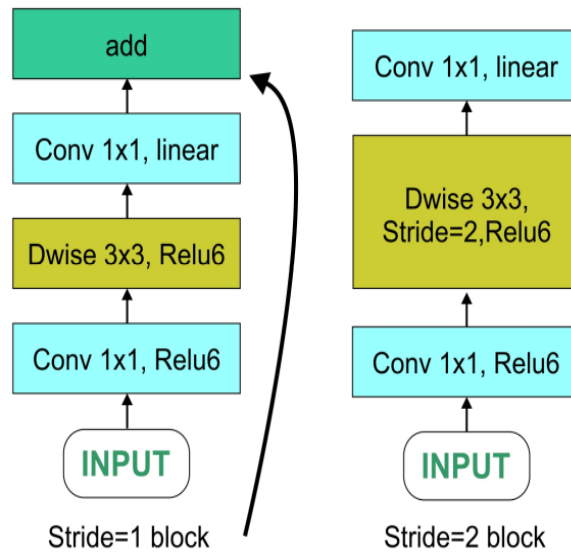 add
Conv 1x1, linear
Dwise 3x3, Relu6
Conv 1x1, Relu6
INPUT
Stride=1 block
Conv 1x1, linear
Dwise 3x3,
Stride=2,Relu6
Conv 1x1, Relu6
INPUT
Stride=2 block